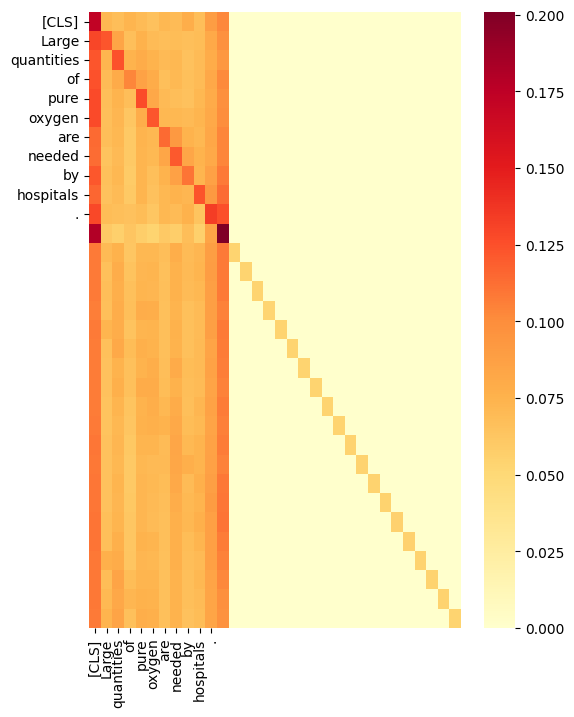 [CLS]
Large
quantities
of
pure
oxygen
are
needed
by
hospitals
.
0.200
0.175
0.150
0.125
0.100
0.075
0.050
0.025
0.000
[CLS]
Large
quantities
of
pure
oxygen
are
needed
by
hospitals
.